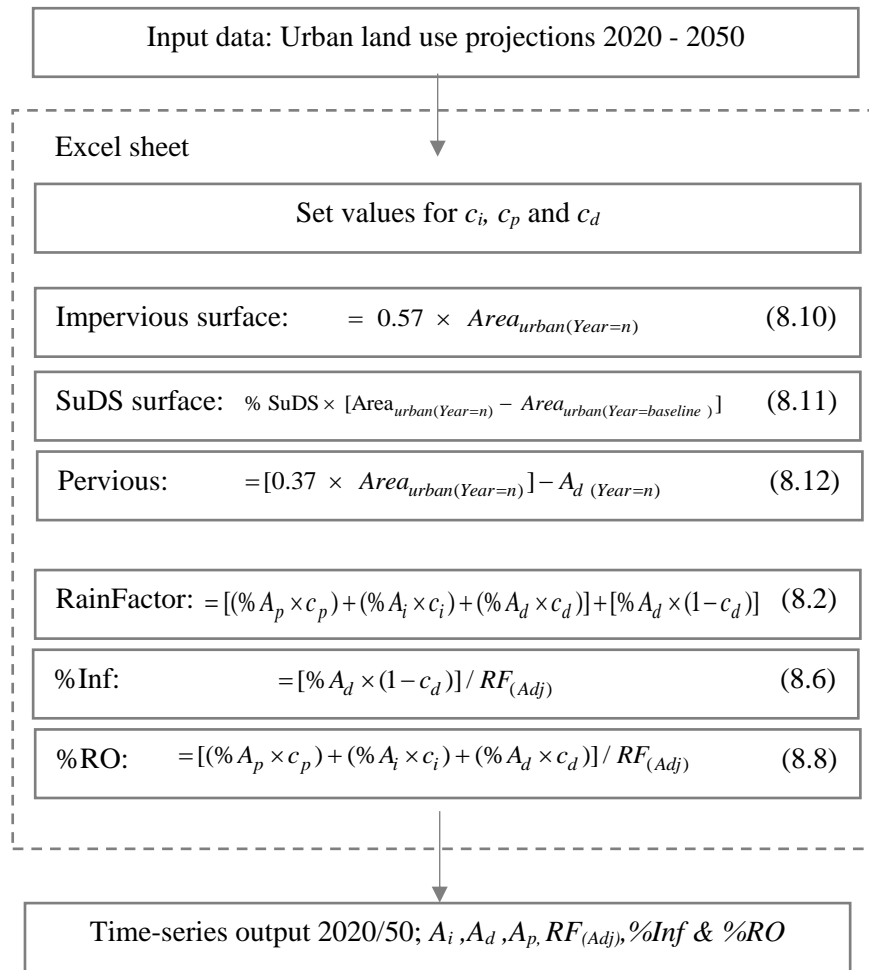 Input data: Urban land use projections 2020 - 2050
Excel sheet
Set values for c_i, c_p and c_d
Impervious surface: = 0.57 × Area_urban(Year=n) (8.10)
SuDS surface: % SuDS × [Area_urban(Year=n) − Area_urban(Year=baseline )] (8.11)
Pervious: =[0.37 × Area_urban(Year=n)] − A_d (Year=n) (8.12)
RainFactor: =[(%A_p × c_p)+(%A_i × c_i)+(%A_d × c_d)]+[%A_d ×(1−c_d)] (8.2)
%Inf: =[%A_d ×(1−c_d)]/ RF_(Adj) (8.6)
%RO: =[(%A_p × c_p)+(%A_i × c_i)+(%A_d × c_d)]/ RF_(Adj) (8.8)
Time-series output 2020/50; A_i ,A_d ,A_p, RF_(Adj),%Inf & %RO